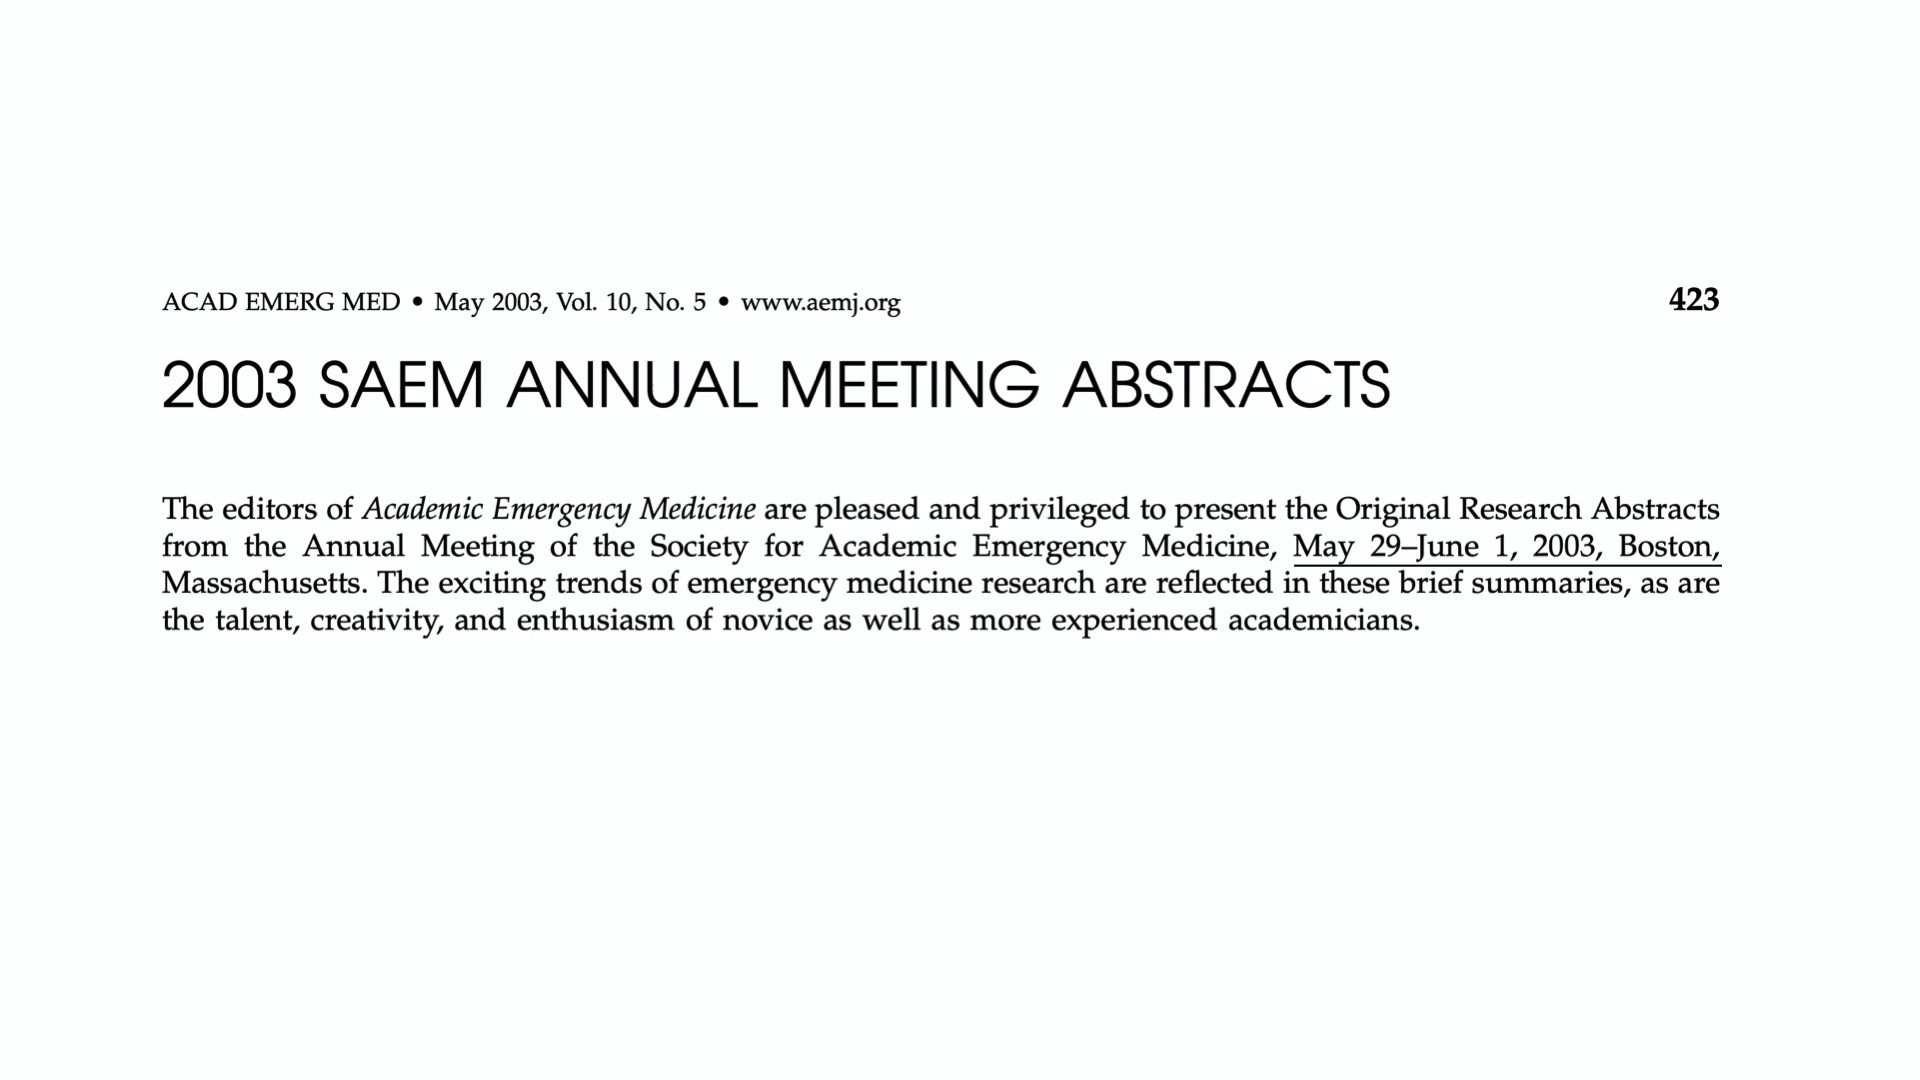 ACAD EMERG MED • May 2003, Vol. 10, No. 5 • www.aemj.org 423
2003 SAEM ANNUAL MEETING ABSTRACTS
The editors of Academic Emergency Medicine are pleased and privileged to present the Original Research Abstracts
from the Annual Meeting of the Society for Academic Emergency Medicine, May 29–June 1, 2003, Boston,
Massachusetts. The exciting trends of emergency medicine research are reflected in these brief summaries, as are
the talent, creativity, and enthusiasm of novice as well as more experienced academicians.